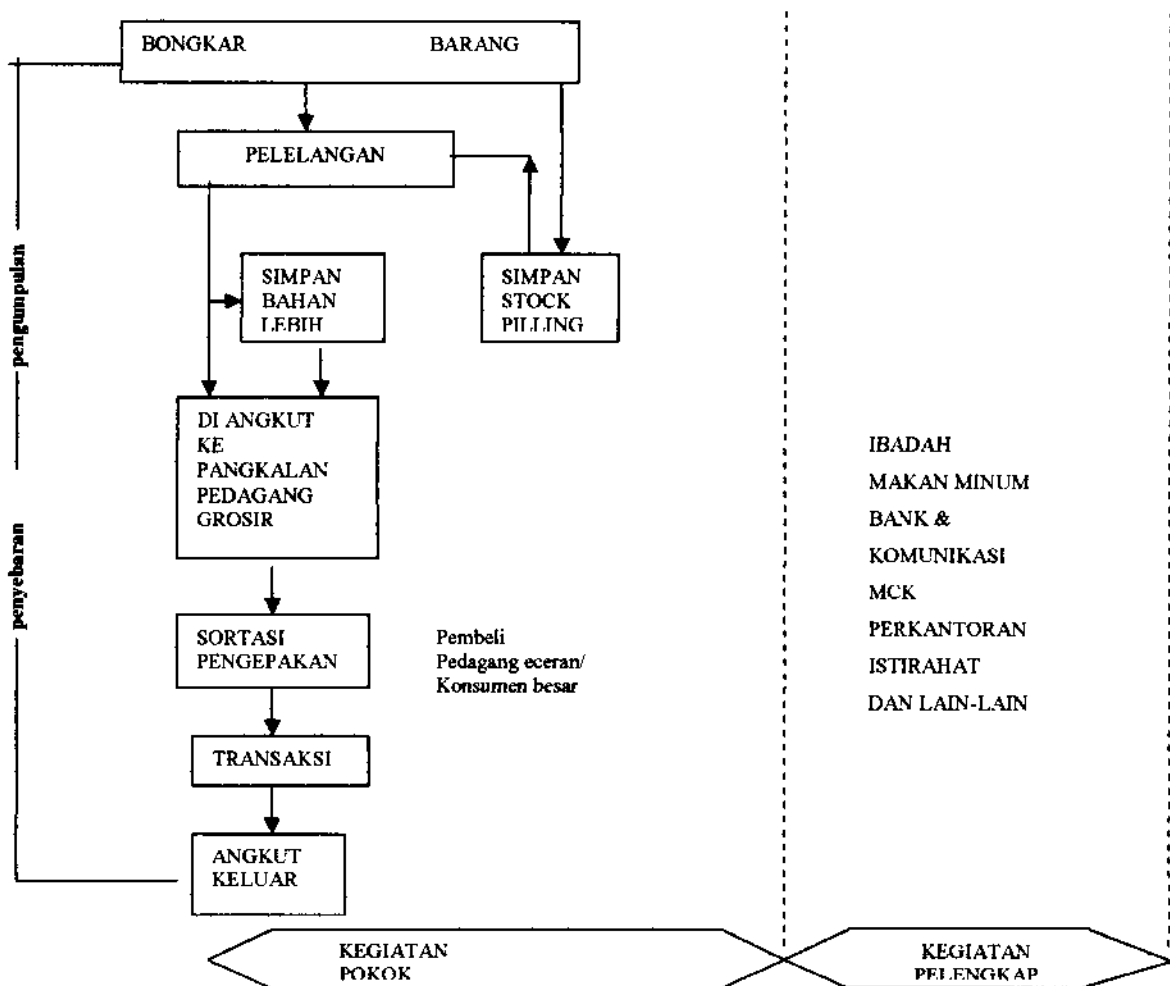 BONGKAR BARANG
PELELANGAN
SIMPAN
BAHAN
LEBIH
SIMPAN
STOCK
PILLING
pengumpulan
DI ANGKUT
KE
PANGKALAN
PEDAGANG
GROSIR
penyebaran
SORTASI
PENGEPAKAN
Pembeli
Pedagang eceran/
Konsumen besar
TRANSAKSI
ANGKUT
KELUAR
IBADAH
MAKAN MINUM
BANK &
KOMUNIKASI
MCK
PERKANTORAN
ISTIRAHAT
DAN LAIN-LAIN
KEGIATAN
POKOK
KEGIATAN
PELENGKAP